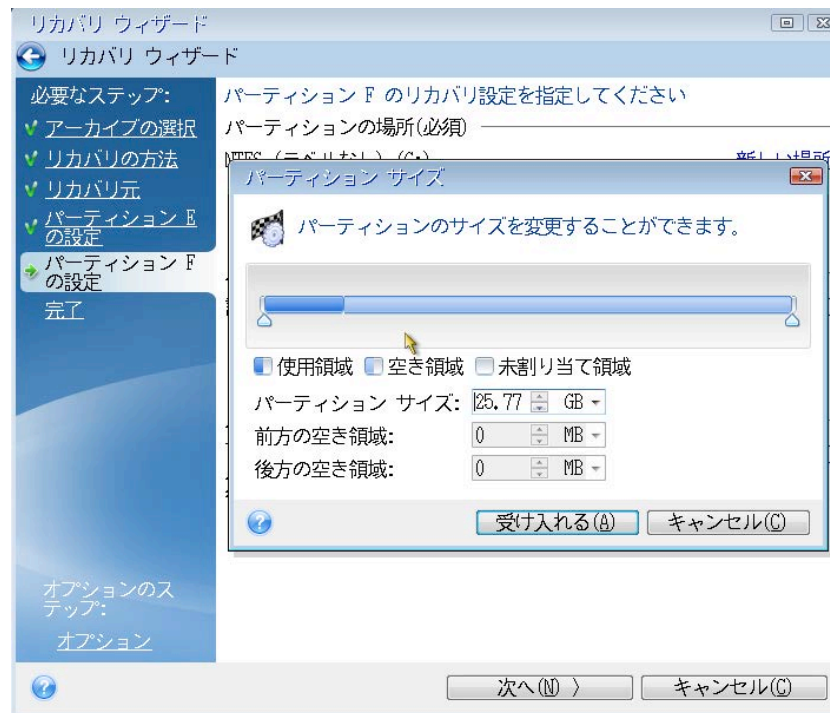 リカバリ ウィザード
リカバリ ウィザード
必要なステップ:
アーカイブの選択
リカバリの方法
リカバリ元
パーティション E
の設定
パーティション F
の設定
完了
オプションのス
テップ:
オプション
パーティション F のリカバリ設定を指定してください
パーティションの場所(必須)
パーティション サイズ
パーティションのサイズを変更することができます。
使用領域 空き領域 未割り当て領域
パーティション サイズ: 25.77 GB
前方の空き領域: 0 MB
後方の空き領域: 0 MB
受け入れる(A) キャンセル(C)
次へ(N) 〉 キャンセル(C)